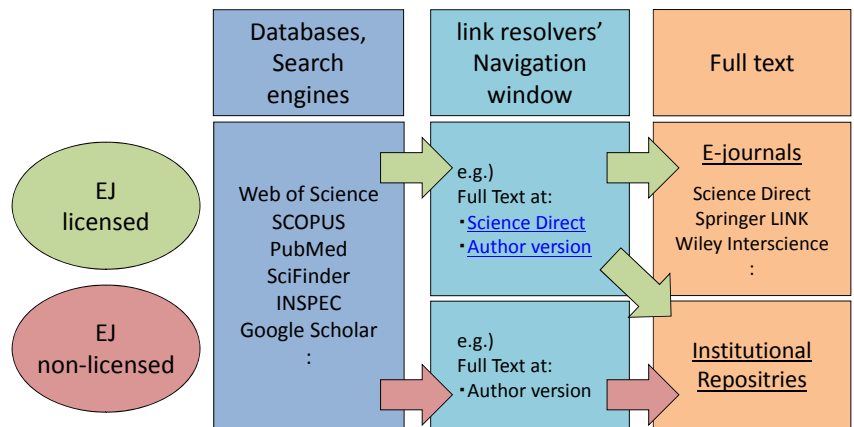 Databases,
Search
engines
link resolvers’
Navigation
window
Full text
EJ
licensed
EJ
non-licensed
Web of Science
SCOPUS
PubMed
SciFinder
INSPEC
Google Scholar
:
e.g.)
Full Text at:
・Science Direct
・Author version
e.g.)
Full Text at:
・Author version
E-journals
Science Direct
Springer LINK
Wiley Interscience
:
Institutional
Repositries